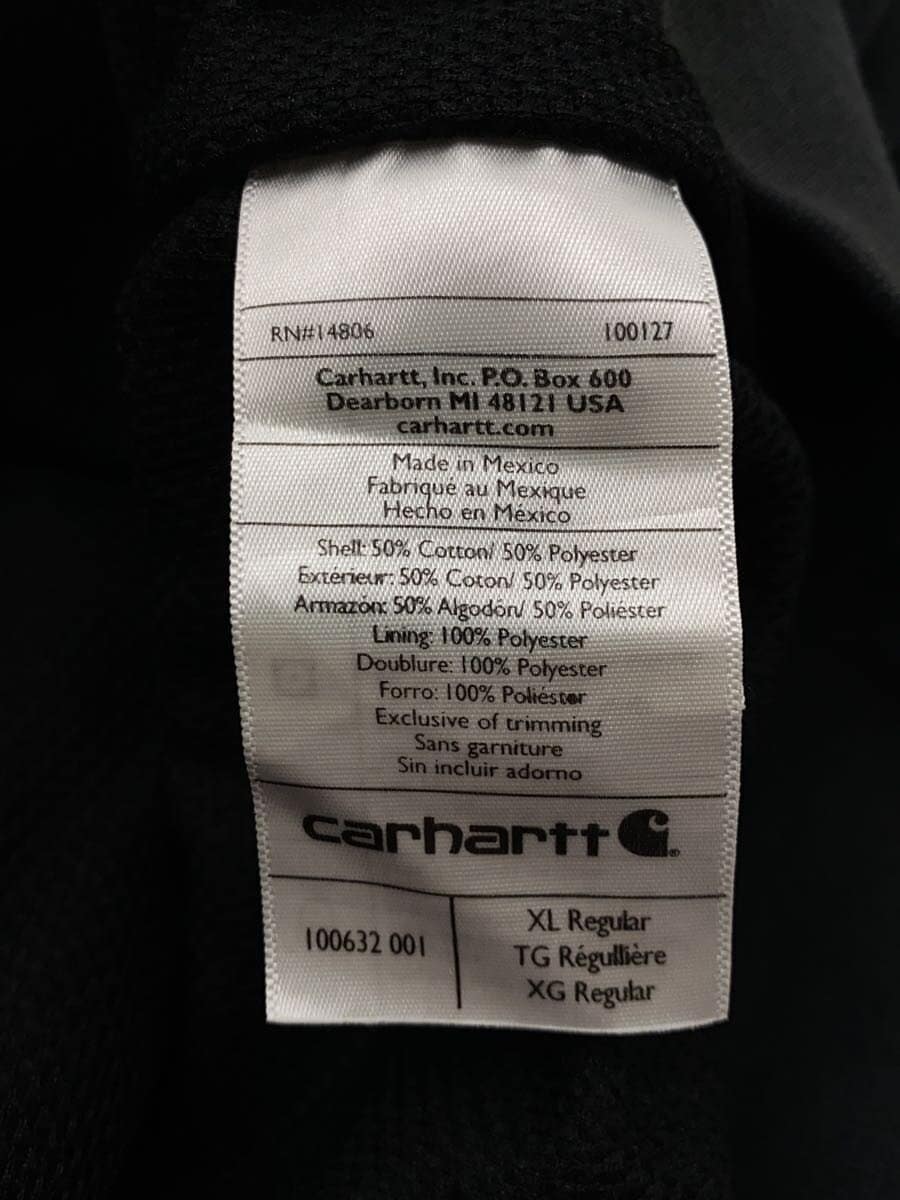 RN#14806 100127
Carhartt, Inc. P.O. Box 600
Dearborn MI 48121 USA
carhartt.com
Made in Mexico
Fabriqué au Mexique
Hecho en México
Shell: 50% Cotton/ 50% Polyester
Extérieur: 50% Coton/ 50% Polyester
Armazón: 50% Algodón/ 50% Poliéster
Lining: 100% Polyester
Doublure: 100% Polyester
Forro: 100% Poliéster
Exclusive of trimming
Sans garniture
Sin incluir adorno
carhartt ®
100632 001
XL Regular
TG Régullière
XG Regular